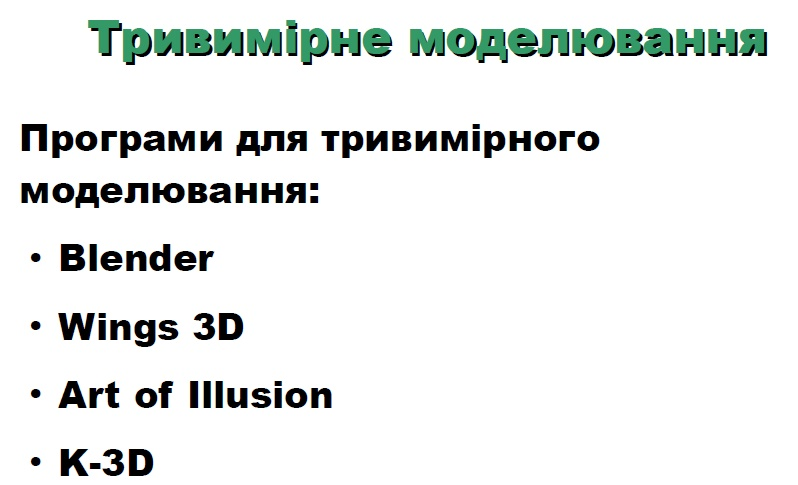 Тривимірне моделювання
Програми для тривимірного
моделювання:
• Blender
• Wings 3D
• Art of Illusion
• K-3D